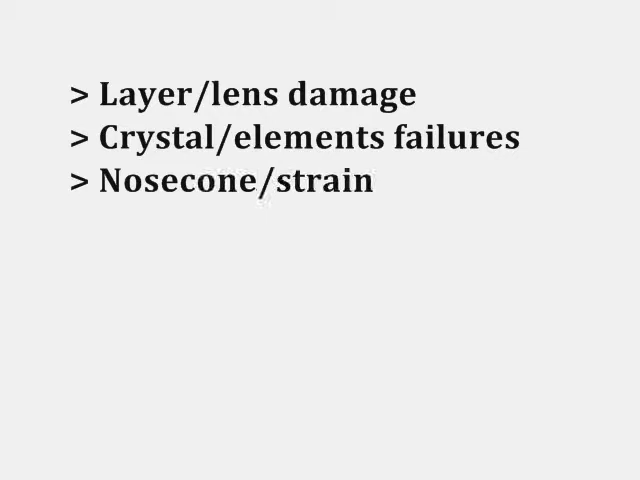 > Layer/lens damage
> Crystal/elements failures
> Nosecone/strain